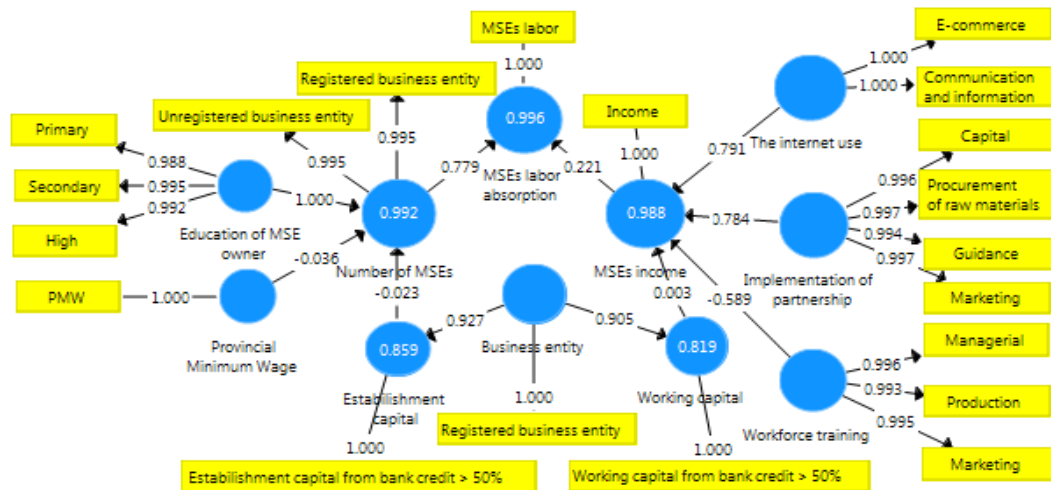 E-commerce
MSEs labor
1.000
1.000
1.000
Communication
and information
Registered business entity
Unregistered business entity
Income
Primary
0.988
0.996
MSEs labor
absorption
The internet use
0.791
Capital
0.995
0.995
0.779
0.221
1.000
Secondary
0.995
0.992
High
Education of MSE
owner
1.000
0.992
Number of MSEs
0.988
MSEs income
0.784
0.996
0.997
0.994
0.997
Procurement
of raw materials
Guidance
Marketing
Implementation of
partnership
PMW
1.000
-0.036
Provincial
Minimum Wage
-0.023
0.003
-0.589
0.927
0.905
Business entity
0.859
Estabilishment
capital
0.819
Working capital
Managerial
0.996
0.993
0.995
Production
Marketing
Workforce training
1.000
1.000
1.000
Registered business entity
Estabilishment capital from bank credit > 50%
Working capital from bank credit > 50%